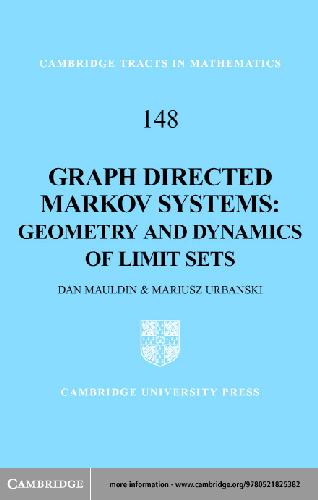 CAMBRIDGE TRACTS IN MATHEMATICS
148
GRAPH DIRECTED
MARKOV SYSTEMS:
GEOMETRY AND DYNAMICS
OF LIMIT SETS
DAN MAULDIN & MARIUSZ URBANSKI
CAMBRIDGE UNIVERSITY PRESS
CAMBRIDGE more information - www.cambridge.org/9780521825382